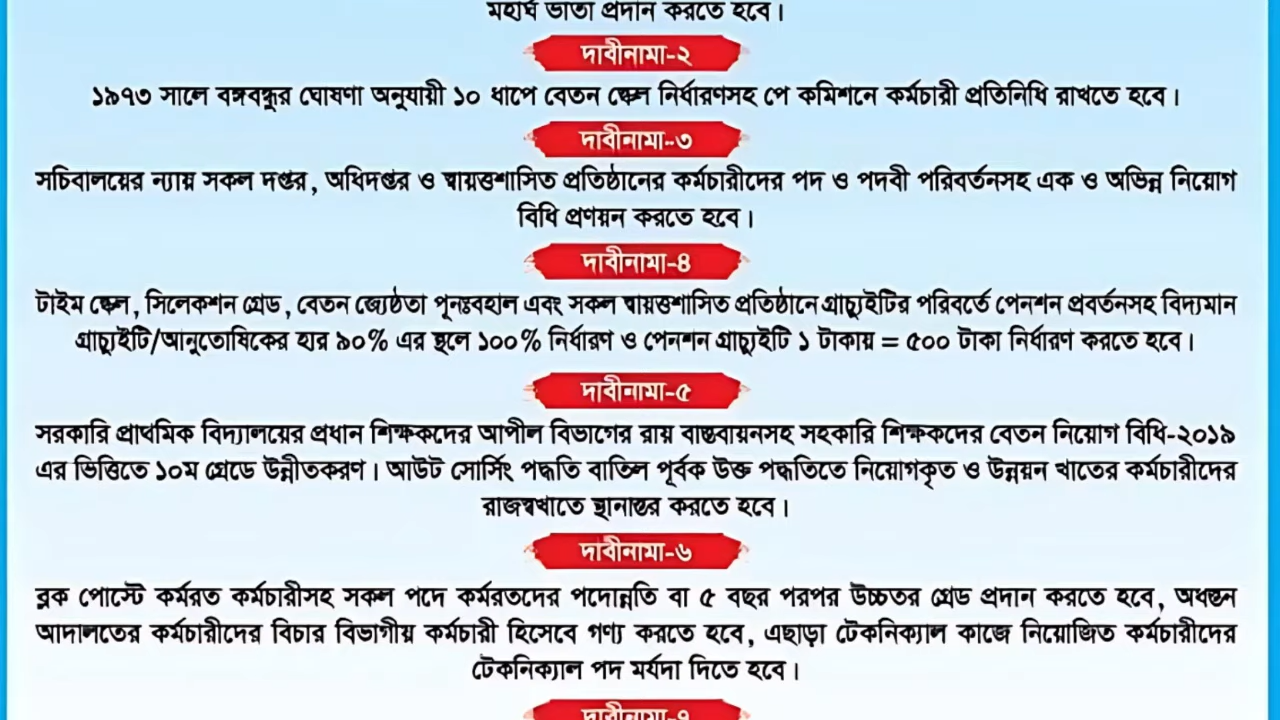 মহার্ঘ ভাতা প্রদান করতে হবে।
দাবীনামা-২
১৯৭৩ সালে বঙ্গবন্ধুর ঘোষণা অনুযায়ী ১০ ধাপে বেতন স্কেল নির্ধারণসহ পে কমিশনে কর্মচারী প্রতিনিধি রাখতে হবে।
দাবীনামা-৩
সচিবালয়ের ন্যায় সকল দপ্তর, অধিদপ্তর ও স্বায়ত্তশাসিত প্রতিষ্ঠানের কর্মচারীদের পদ ও পদবী পরিবর্তনসহ এক ও অভিন্ন নিয়োগ
বিধি প্রণয়ন করতে হবে।
দাবীনামা-৪
টাইম স্কেল, সিলেকশন গ্রেড, বেতন জ্যেষ্ঠতা পূনঃবহাল এবং সকল স্বায়ত্তশাসিত প্রতিষ্ঠানে গ্রাচ্যুইটির পরিবর্তে পেনশন প্রবর্তনসহ বিদ্যমান
গ্রাচ্যুইটি/আনুতোষিকের হার ৯০% এর স্থলে ১০০% নির্ধারণ ও পেনশন গ্রাচ্যুইটি ১ টাকায় = ৫০০ টাকা নির্ধারণ করতে হবে।
দাবীনামা-৫
সরকারি প্রাথমিক বিদ্যালয়ের প্রধান শিক্ষকদের আপীল বিভাগের রায় বাস্তবায়নসহ সহকারি শিক্ষকদের বেতন নিয়োগ বিধি-২০১৯
এর ভিত্তিতে ১০ম গ্রেডে উন্নীতকরণ। আউট সোর্সিং পদ্ধতি বাতিল পূর্বক উক্ত পদ্ধতিতে নিয়োগকৃত ও উন্নয়ন খাতের কর্মচারীদের
রাজস্বখাতে স্থানান্তর করতে হবে।
দাবীনামা-৬
ব্লক পোস্টে কর্মরত কর্মচারীসহ সকল পদে কর্মরতদের পদোন্নতি বা ৫ বছর পরপর উচ্চতর গ্রেড প্রদান করতে হবে, অধস্তন
আদালতের কর্মচারীদের বিচার বিভাগীয় কর্মচারী হিসেবে গণ্য করতে হবে, এছাড়া টেকনিক্যাল কাজে নিয়োজিত কর্মচারীদের
টেকনিক্যাল পদ মর্যদা দিতে হবে।
দাবীনামা-৭